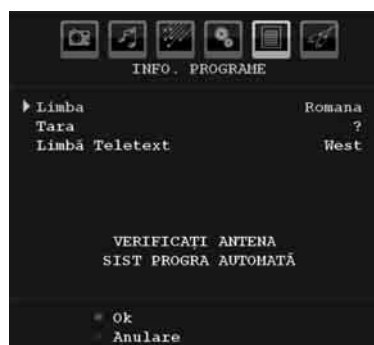 INFO. PROGRAME
Limba Romana
Tara ?
Limbă Teletext West
VERIFICAȚI ANTENA
SIST PROGRA AUTOMATĂ
Ok
Anulare